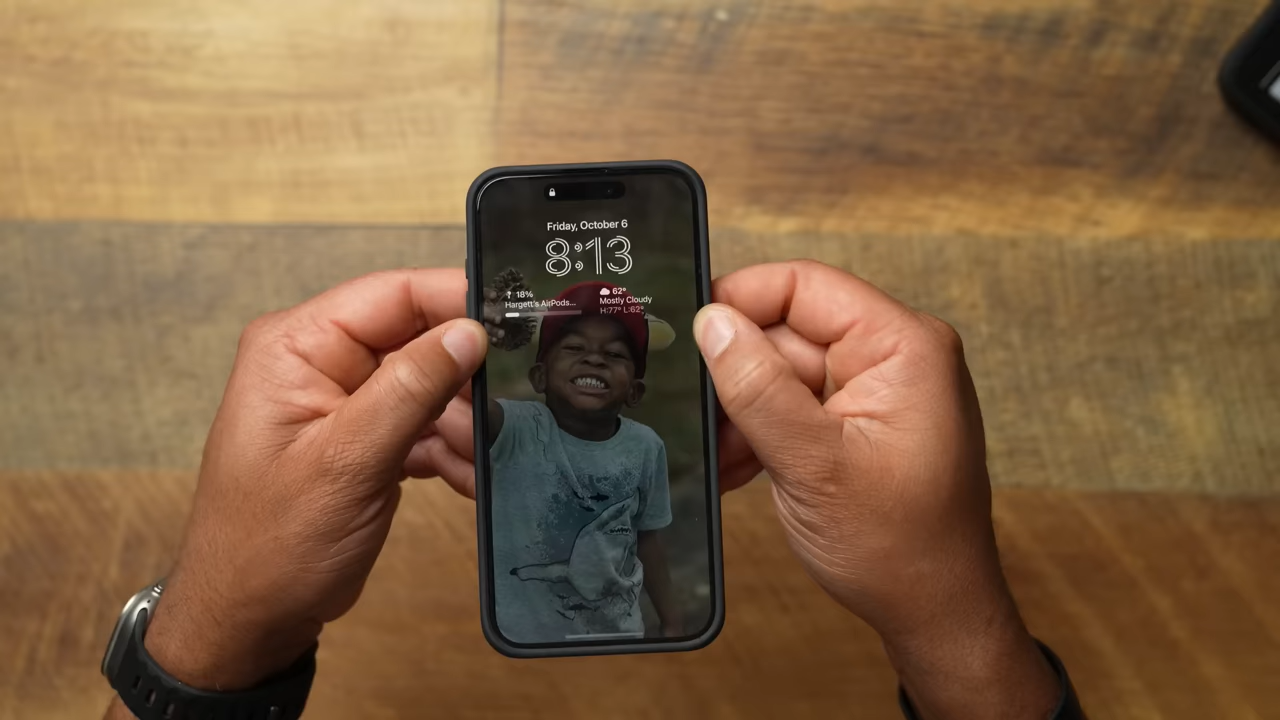 Friday, October 6
8:13
18%
Hargett's AirPods...
62°
Mostly Cloudy
H:77° L:62°